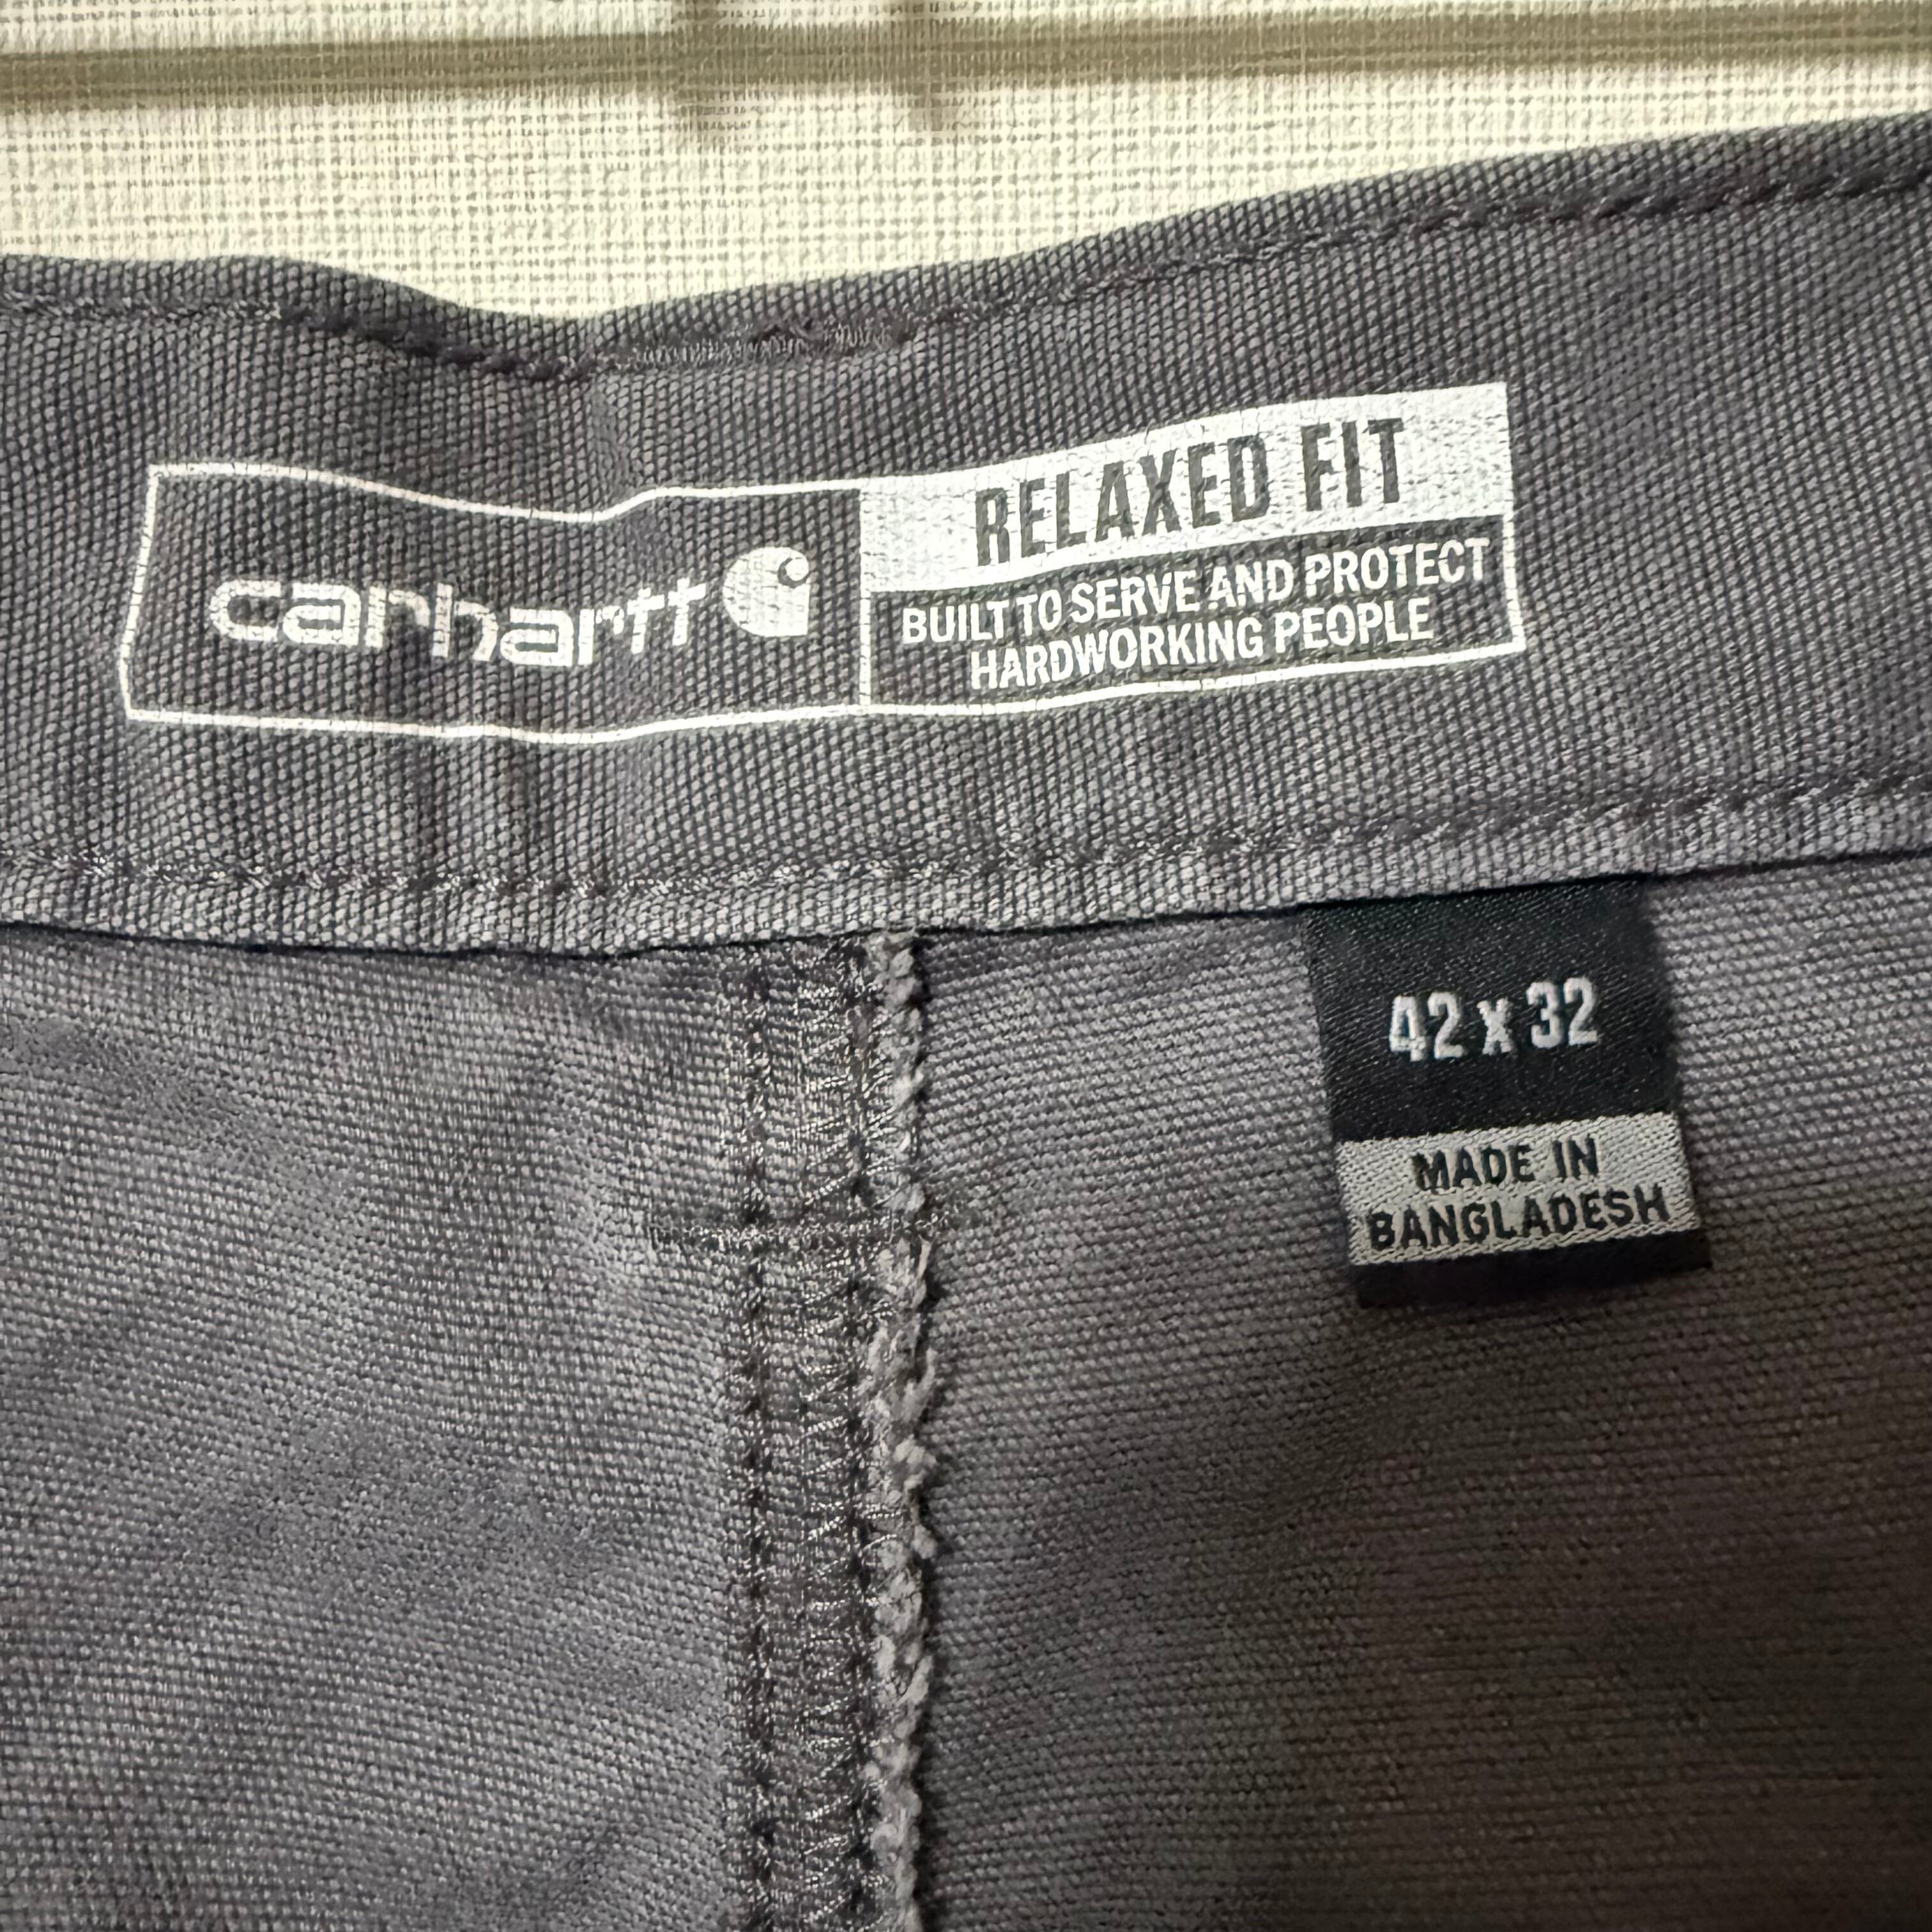 carhartt
RELAXED FIT
BUILT TO SERVE AND PROTECT
HARDWORKING PEOPLE
42 x 32
MADE IN
BANGLADESH